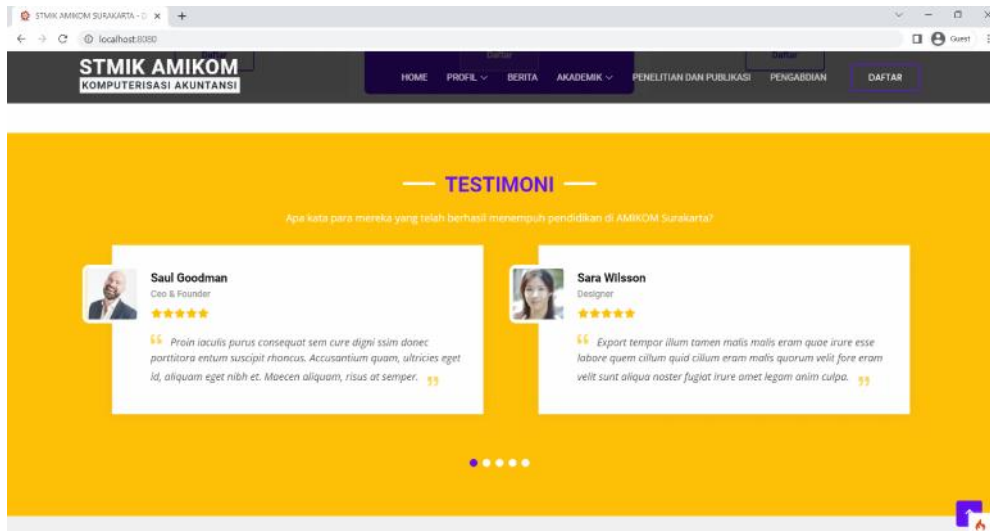 STMIK AMIKOM SURAKARTA - D
localhost:8080
Guest
Daftar
Daftar
Daftar
STMIK AMIKOM
KOMPUTERISASI AKUNTANSI
HOME PROFIL BERITA AKADEMIK PENELITIAN DAN PUBLIKASI PENGABDIAN DAFTAR
TESTIMONI
Apa kata para mereka yang telah berhasil menempuh pendidikan di AMIKOM Surakarta?
Saul Goodman
Ceo & Founder
“ Proin iaculis purus consequat sem cure digni ssim donec
porttitora entum suscipit rhoncus. Accusantium quam, ultricies eget
id, aliquam eget nibh et. Maecen aliquam, risus at semper. ”
Sara Wilsson
Designer
“ Export tempor illum tamen malis malis eram quae irure esse
labore quem cillum quid cillum eram malis quorum velit fore eram
velit sunt aliqua noster fugiat irure amet legam anim culpa. ”